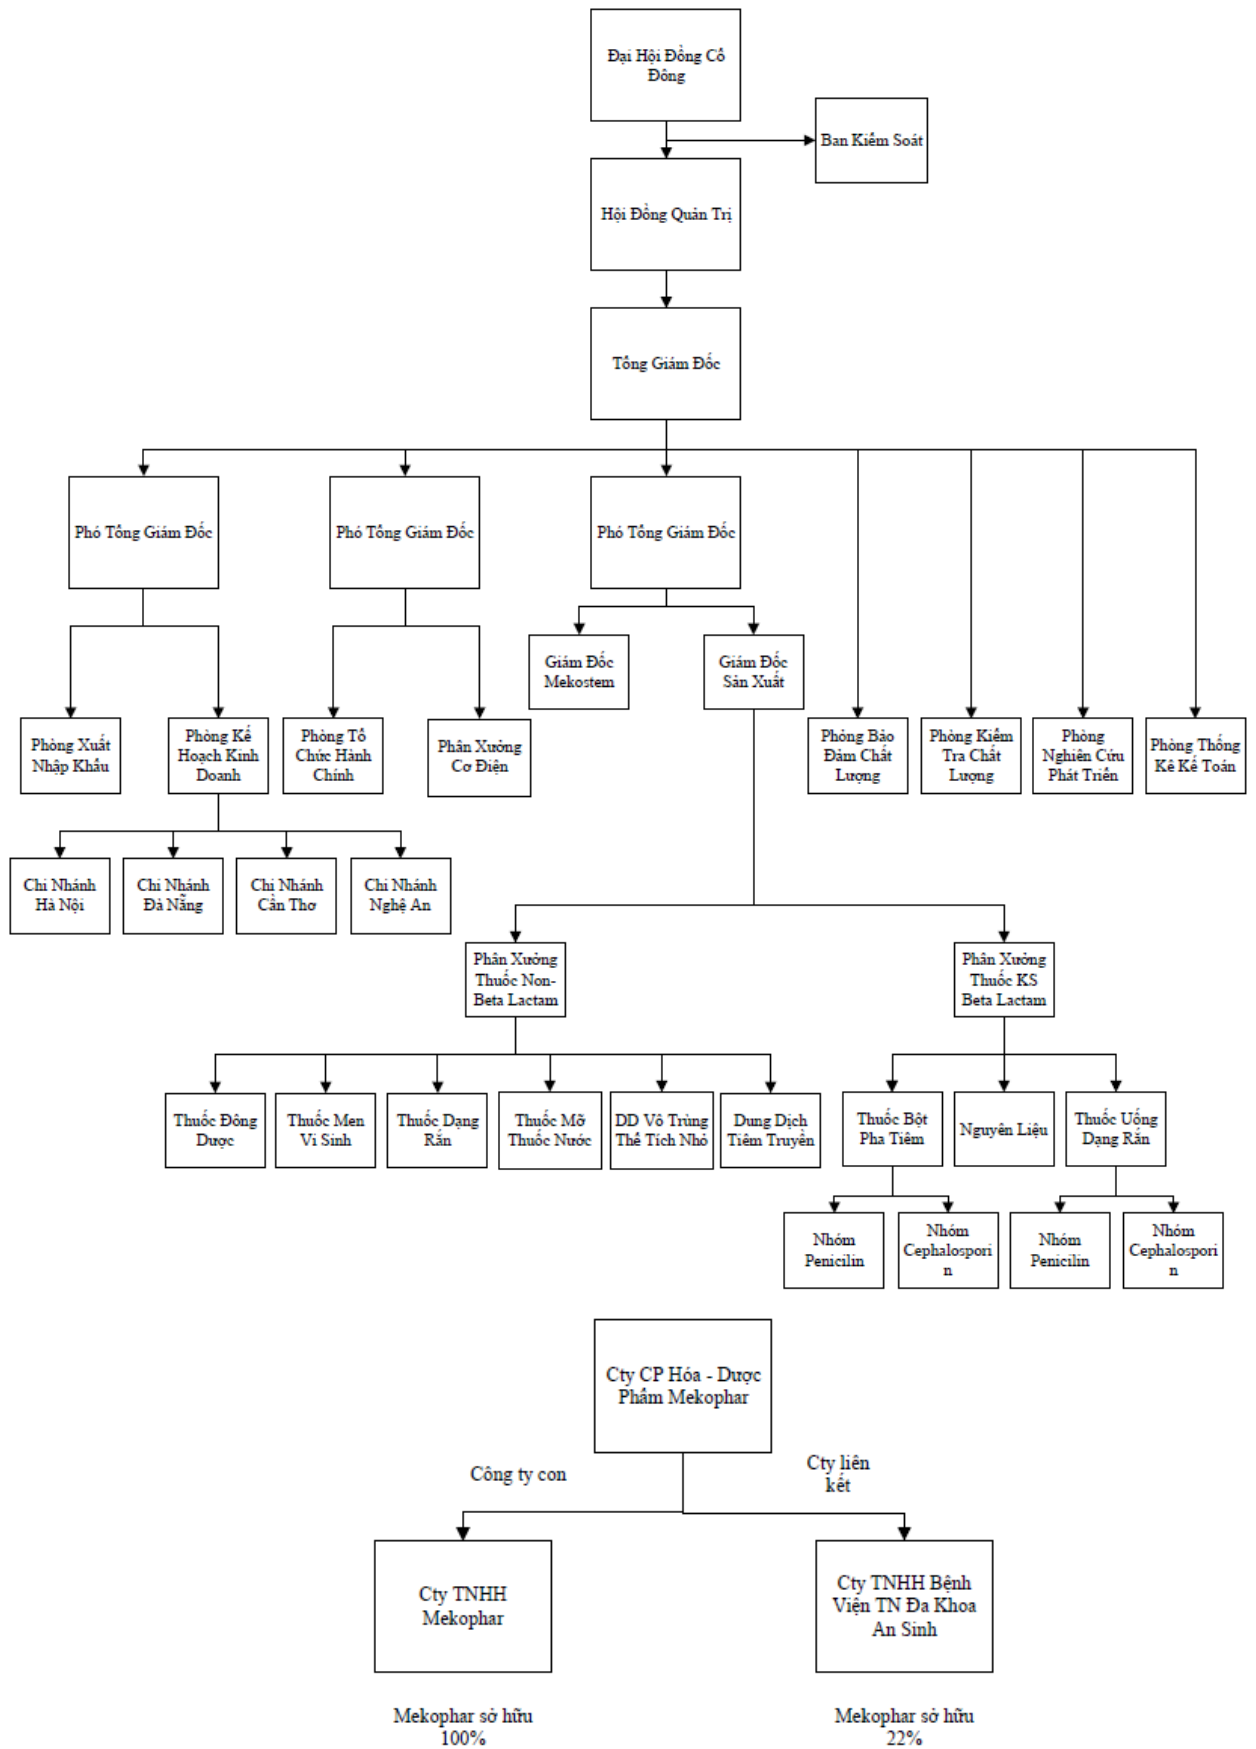 Đại Hội Đồng Cổ
Đông
Ban Kiểm Soát
Hội Đồng Quản Trị
Tổng Giám Đốc
Phó Tổng Giám Đốc
Phó Tổng Giám Đốc
Phó Tổng Giám Đốc
Giám Đốc
Mekostem
Giám Đốc
Sản Xuất
Phòng Xuất
Nhập Khẩu
Phòng Kế
Hoạch Kinh
Doanh
Phòng Tổ
Chức Hành
Chính
Phân Xưởng
Cơ Điện
Phòng Bảo
Đảm Chất
Lượng
Phòng Kiểm
Tra Chất
Lượng
Phòng
Nghiên Cứu
Phát Triển
Phòng Thống
Kê Kế Toán
Chi Nhánh
Hà Nội
Chi Nhánh
Đà Nẵng
Chi Nhánh
Cần Thơ
Chi Nhánh
Nghệ An
Phân Xưởng
Thuốc Non-
Beta Lactam
Phân Xưởng
Thuốc KS
Beta Lactam
Thuốc Đông
Dược
Thuốc Men
Vi Sinh
Thuốc Dạng
Rắn
Thuốc Mỡ
Thuốc Nước
DD Vô Trùng
Thể Tích Nhỏ
Dung Dịch
Tiêm Truyền
Thuốc Bột
Pha Tiêm
Nguyên Liệu
Thuốc Uống
Dạng Rắn
Nhóm
Penicilin
Nhóm
Cephalospori
n
Nhóm
Penicilin
Nhóm
Cephalospori
n
Cty CP Hóa - Dược
Phẩm Mekophar
Công ty con
Cty liên
kết
Cty TNHH
Mekophar
Cty TNHH Bệnh
Viện TN Đa Khoa
An Sinh
Mekophar sở hữu
100%
Mekophar sở hữu
22%